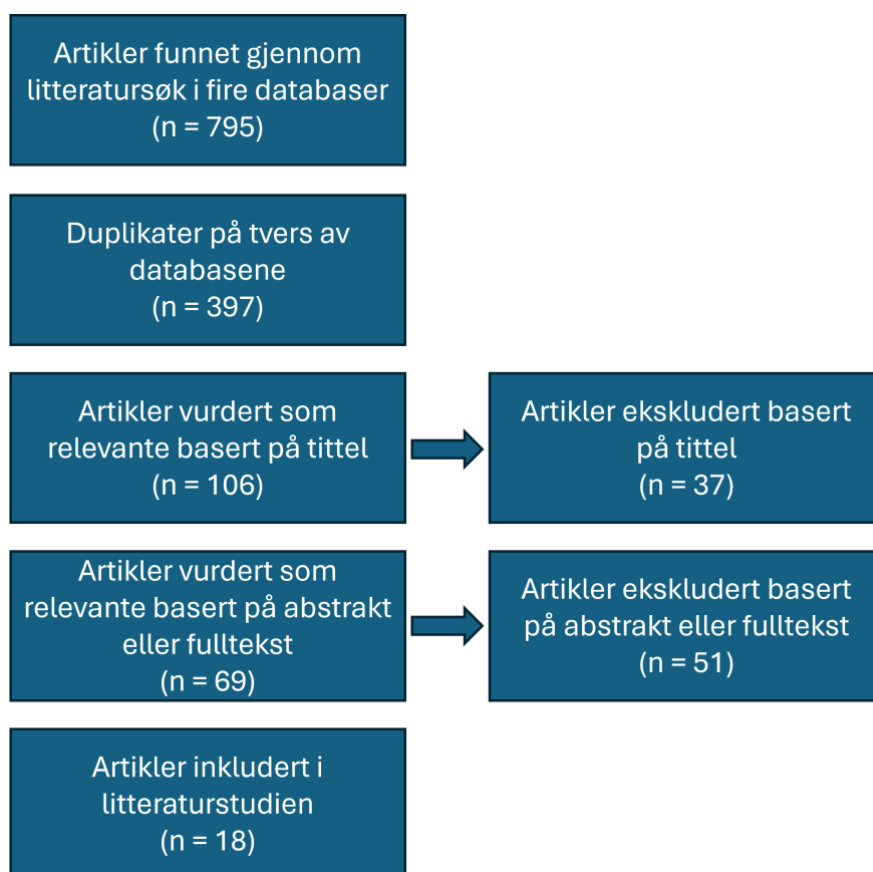 Artikler funnet gjennom
litteratursøk i fire databaser
(n = 795)
Duplikater på tvers av
databasene
(n = 397)
Artikler vurdert som
relevante basert på tittel
(n = 106)
Artikler ekskludert basert
på tittel
(n = 37)
Artikler vurdert som
relevante basert på abstrakt
eller fulltekst
(n = 69)
Artikler ekskludert basert
på abstrakt eller fulltekst
(n = 51)
Artikler inkludert i
litteraturstudien
(n = 18)